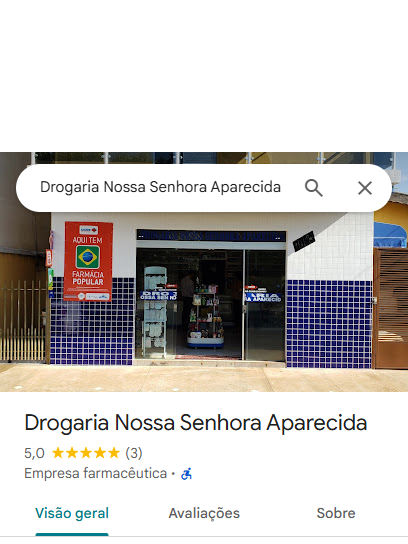 Drogaria Nossa Senhora Aparecida
AQUI TEM
FARMÁCIA
POPULAR
Drogaria Nossa Senhora Aparecida
5,0 (3)
Empresa farmacêutica ·
Visão geral
Avaliações
Sobre